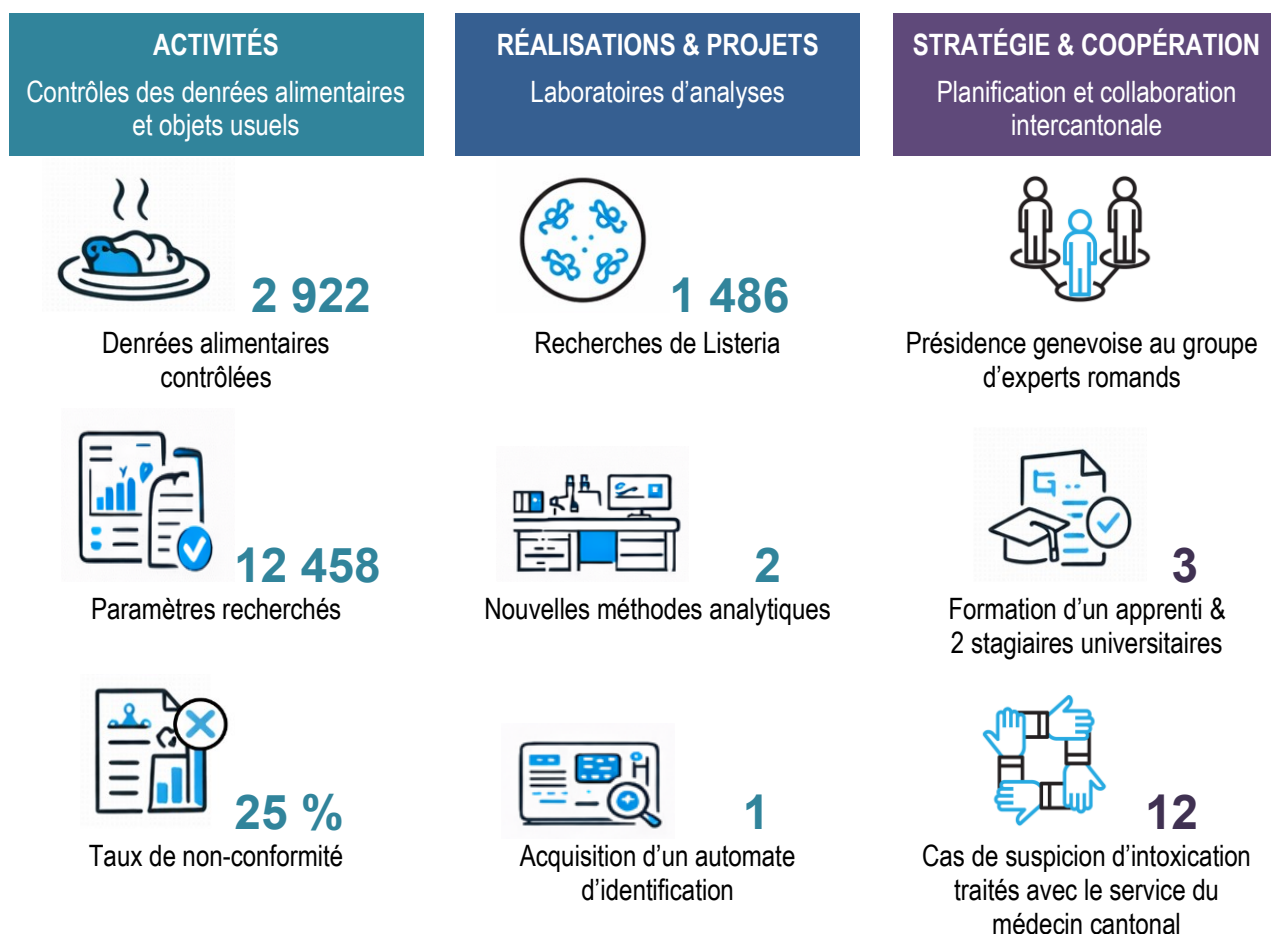 ACTIVITÉS
Contrôles des denrées alimentaires
et objets usuels
2 922
Denrées alimentaires
contrôlées
12 458
Paramètres recherchés
25 %
Taux de non-conformité
RÉALISATIONS & PROJETS
Laboratoires d’analyses
1 486
Recherches de Listeria
2
Nouvelles méthodes analytiques
1
Acquisition d’un automate
d’identification
STRATÉGIE & COOPÉRATION
Planification et collaboration
intercantonale
Présidence genevoise au groupe
d’experts romands
3
Formation d’un apprenti &
2 stagiaires universitaires
12
Cas de suspicion d’intoxication
traités avec le service du
médecin cantonal